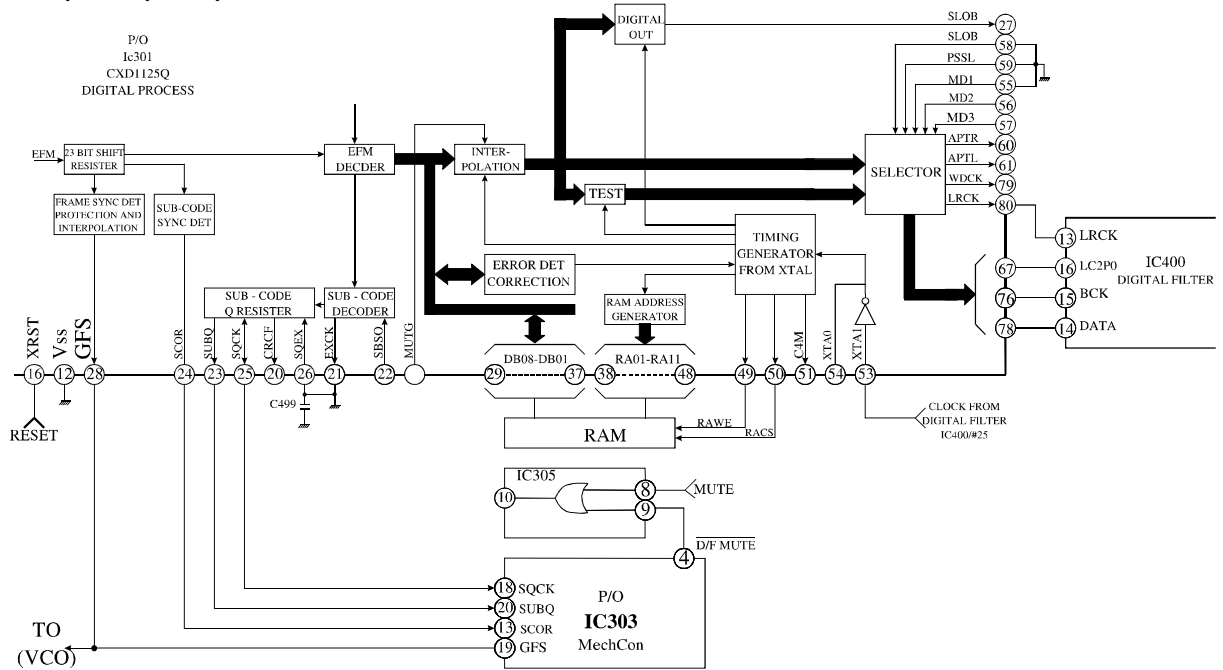 P/O
Ic301
CXD1125Q
DIGITAL PROCESS
DIGITAL
OUT
SLOB
27
SLOB
58
PSSL
59
MD1
55
MD2
56
MD3
57
APTR
60
APTL
61
WDCK
79
LRCK
80
EFM
23 BIT SHIFT
RESISTER
EFM
DECDER
INTER-
POLATION
SELECTOR
TEST
FRAME SYNC DET
PROTECTION AND
INTERPOLATION
SUB-CODE
SYNC DET
TIMING
GENERATOR
FROM XTAL
ERROR DET
CORRECTION
RAM ADDRESS
GENERATOR
SUB - CODE
Q REGISTER
SUB - CODE
DECODER
13
LRCK
IC400
DIGITAL FILTER
67
16
LC2P0
76
15
BCK
78
14
DATA
XRST
Vss
GFS
SCOR
SUBQ
SQCK
CRCF
SQEX
EXCK
SBSO
MUTG
DB08-DB01
RA01-RA11
C4M
XTA0
XTA1
16
12
28
24
23
25
20
26
21
22
29
37
38
48
49
50
51
54
53
C499
RESET
RAM
RAWE
RACS
CLOCK FROM
DIGITAL FILTER
IC400/#25
IC305
10
8
MUTE
9
D/F MUTE
4
P/O
IC303
MechCon
18
SQCK
20
SUBQ
13
SCOR
19
GFS
TO
(VCO)